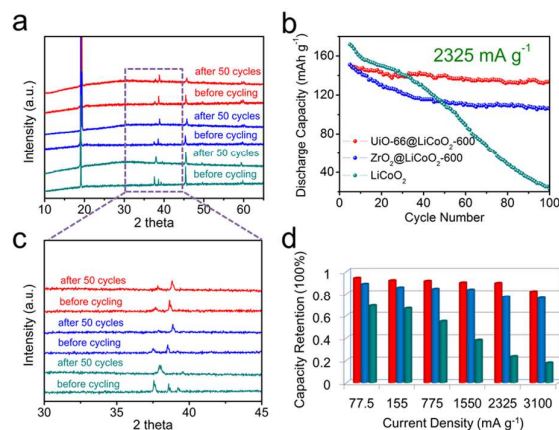 a
Intensity (a.u.)
after 50 cycles
before cycling
after 50 cycles
before cycling
after 50 cycles
before cycling
10 20 30 40 50 60
2 theta
b
Discharge Capacity (mAh g⁻¹)
160
120
80
40
2325 mA g⁻¹
UiO-66@LiCoO₂-600
ZrO₂@LiCoO₂-600
LiCoO₂
0 20 40 60 80 100
Cycle Number
c
Intensity (a.u.)
after 50 cycles
before cycling
after 50 cycles
before cycling
after 50 cycles
before cycling
30 35 40 45
2 theta
d
Capacity Retention (100%)
1
0.8
0.6
0.4
0.2
0
77.5 155 775 1550 2325 3100
Current Density (mA g⁻¹)